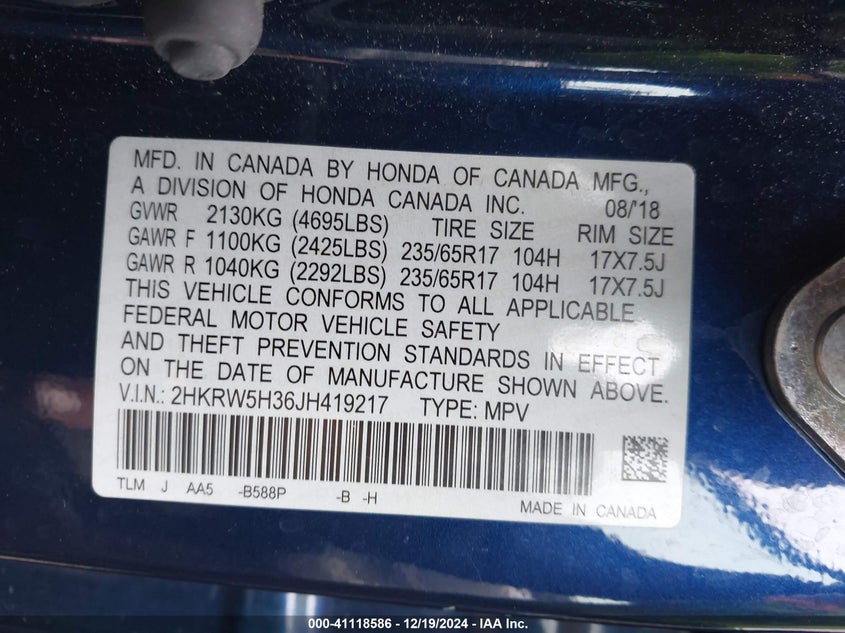 MFD. IN CANADA BY HONDA OF CANADA MFG.,
A DIVISION OF HONDA CANADA INC. 08/'18
GVWR 2130KG (4695LBS) TIRE SIZE RIM SIZE
GAWR F 1100KG (2425LBS) 235/65R17 104H 17X7.5J
GAWR R 1040KG (2292LBS) 235/65R17 104H 17X7.5J
THIS VEHICLE CONFORMS TO ALL APPLICABLE
FEDERAL MOTOR VEHICLE SAFETY
AND THEFT PREVENTION STANDARDS IN EFFECT
ON THE DATE OF MANUFACTURE SHOWN ABOVE.
V.I.N.: 2HKRW5H36JH419217 TYPE: MPV
TLM J AA5 -B588P -B -H
MADE IN CANADA
000-41118586 - 12/19/2024 - IAA Inc.